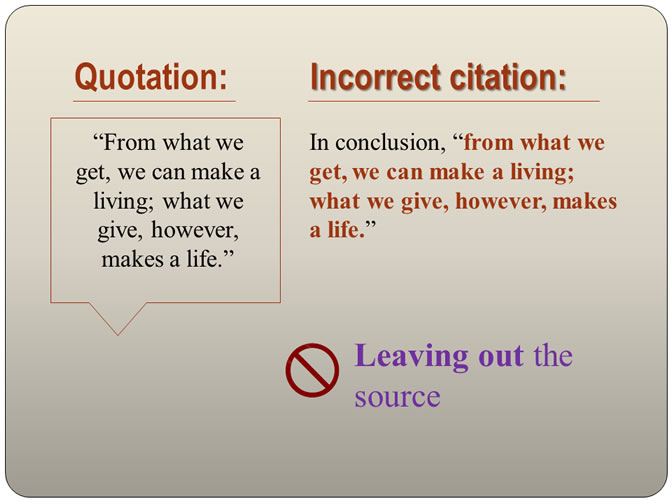 Quotation:
“From what we
get, we can make a
living; what we
give, however,
makes a life.”
Incorrect citation:
In conclusion, “from what we
get, we can make a living;
what we give, however, makes
a life.”
Leaving out the
source